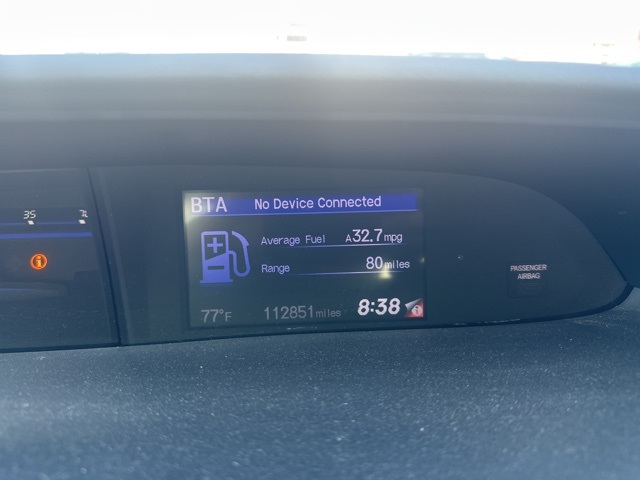 BTA No Device Connected
35
Average Fuel A32.7mpg
Range 80miles
PASSENGER
AIRBAG
77°F 112851miles 8:38